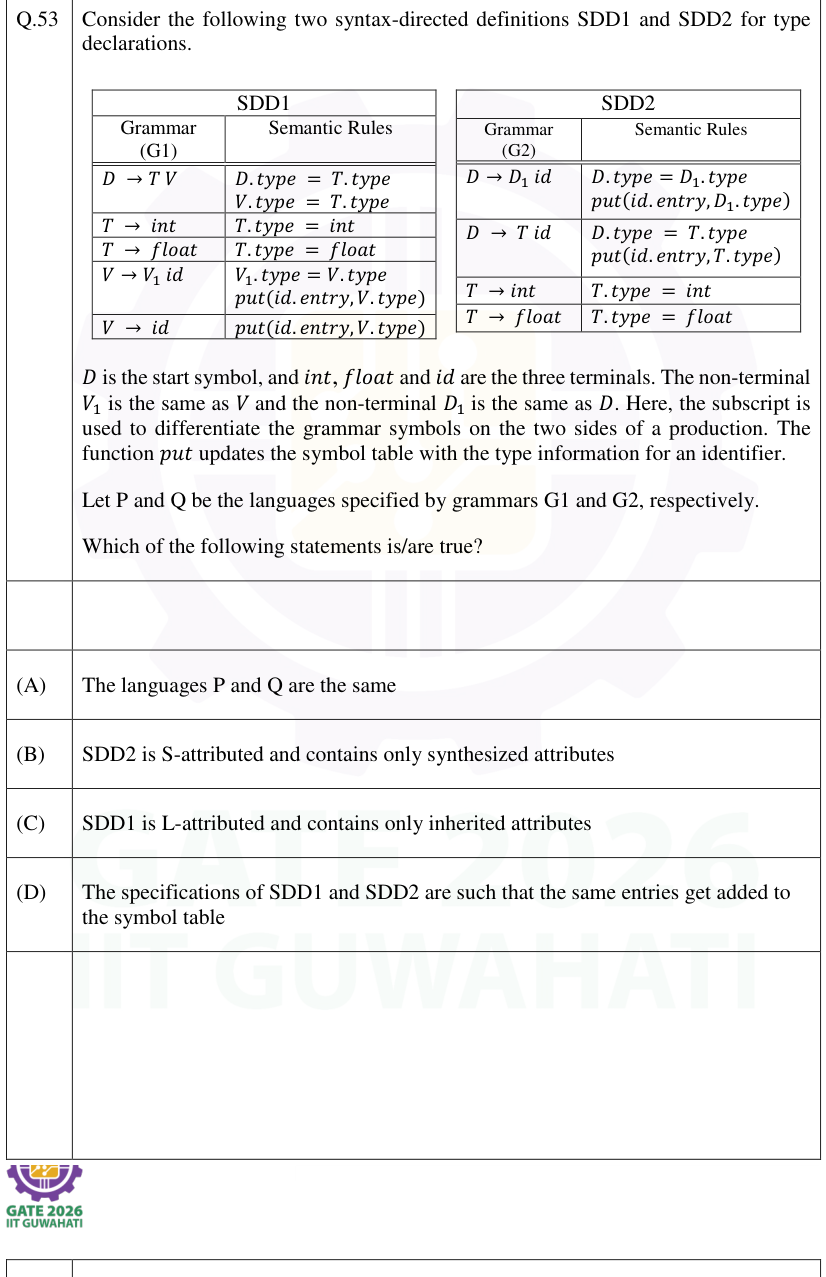 Q.53 Consider the following two syntax-directed definitions SDD1 and SDD2 for type
declarations.
SDD1
Grammar (G1) Semantic Rules
D → T V D.type = T.type
V.type = T.type
T → int T.type = int
T → float T.type = float
V → V₁ id V₁.type = V.type
put(id.entry, V.type)
V → id put(id.entry, V.type)
SDD2
Grammar (G2) Semantic Rules
D → D₁ id D.type = D₁.type
put(id.entry, D₁.type)
D → T id D.type = T.type
put(id.entry, T.type)
T → int T.type = int
T → float T.type = float
D is the start symbol, and int, float and id are the three terminals. The non-terminal
V₁ is the same as V and the non-terminal D₁ is the same as D. Here, the subscript is
used to differentiate the grammar symbols on the two sides of a production. The
function put updates the symbol table with the type information for an identifier.
Let P and Q be the languages specified by grammars G1 and G2, respectively.
Which of the following statements is/are true?
(A) The languages P and Q are the same
(B) SDD2 is S-attributed and contains only synthesized attributes
(C) SDD1 is L-attributed and contains only inherited attributes
(D) The specifications of SDD1 and SDD2 are such that the same entries get added to
the symbol table
GATE 2026
IIT GUWAHATI
GATE 2026
IIT GUWAHATI